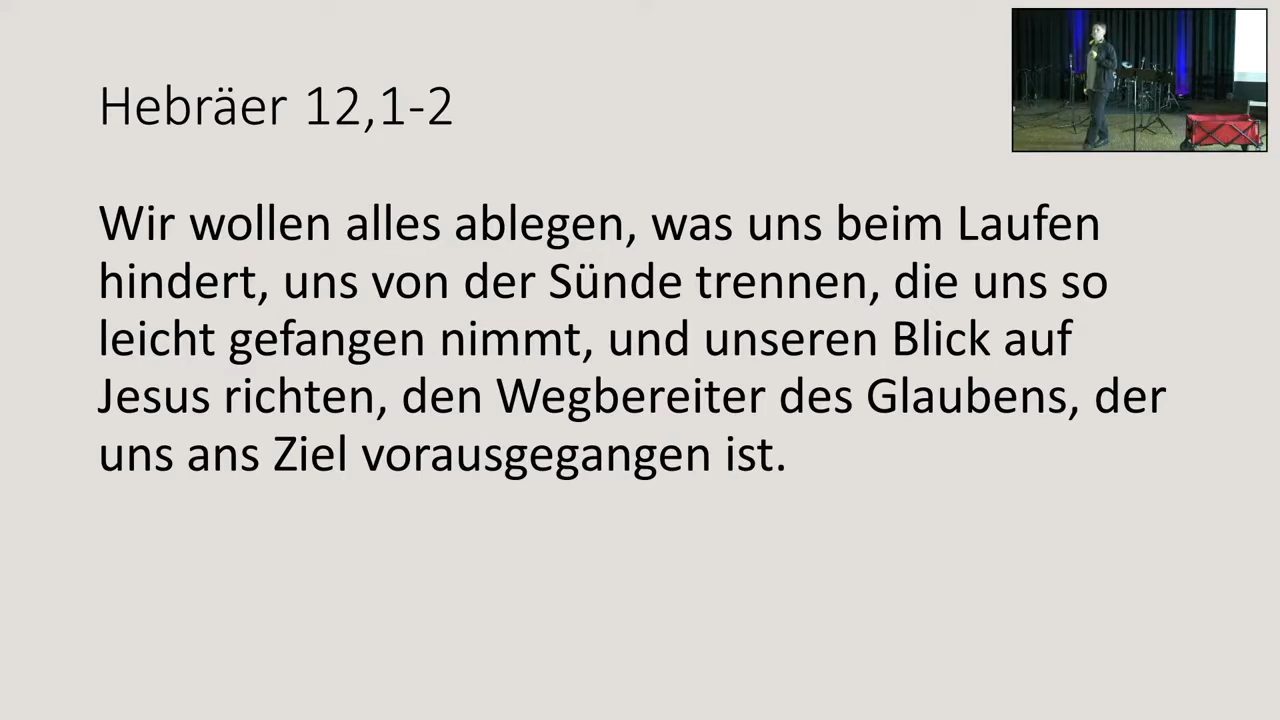 Hebräer 12,1-2
Wir wollen alles ablegen, was uns beim Laufen
hindert, uns von der Sünde trennen, die uns so
leicht gefangen nimmt, und unseren Blick auf
Jesus richten, den Wegbereiter des Glaubens, der
uns ans Ziel vorausgegangen ist.